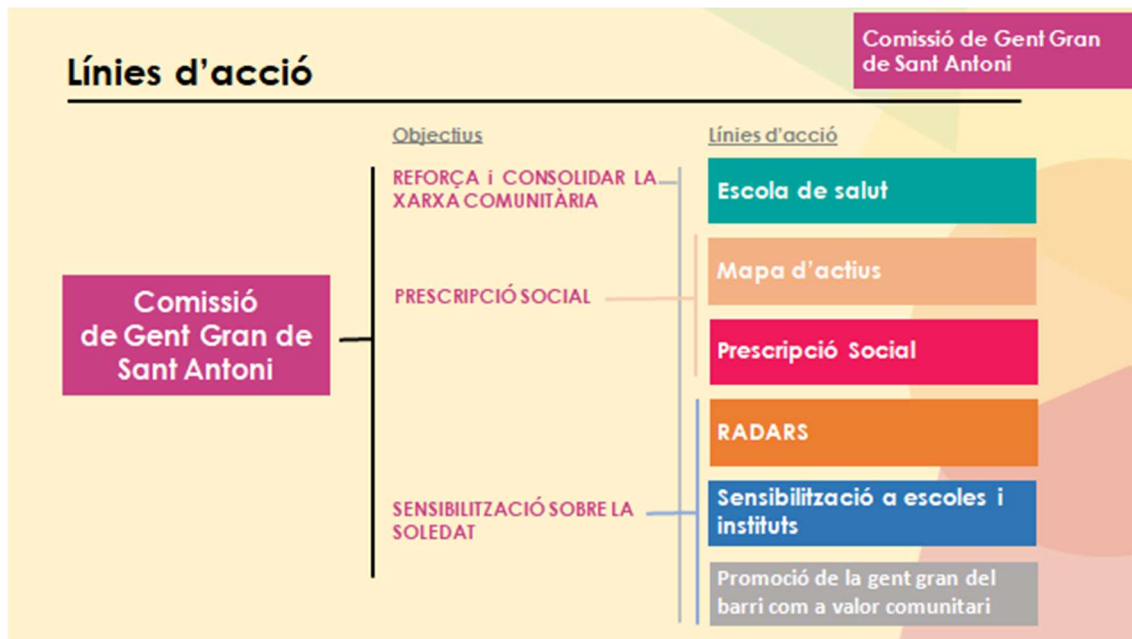 Comissió de Gent Gran
de Sant Antoni
Línies d’acció
Objectius
Línies d’acció
REFORÇA i CONSOLIDAR LA
XARXA COMUNITÀRIA
Escola de salut
Mapa d’actius
Comissió
de Gent Gran de
Sant Antoni
PRESCRIPCIÓ SOCIAL
Prescripció Social
RADARS
SENSIBILITZACIÓ SOBRE LA
SOLEDAT
Sensibilització a escoles i
instituts
Promoció de la gent gran del
barri com a valor comunitari